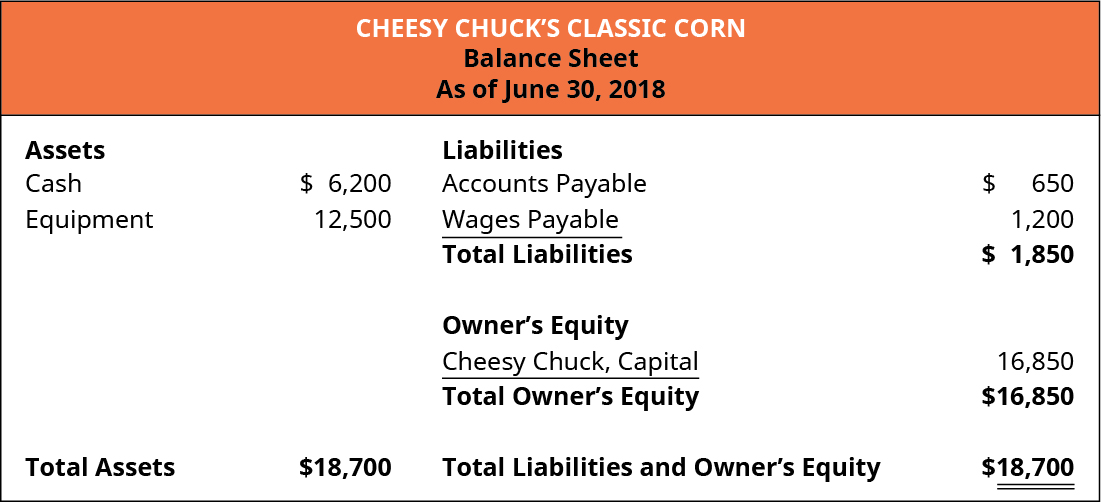 CHEESY CHUCK’S CLASSIC CORN
Balance Sheet
As of June 30, 2018
Assets Liabilities
Cash $ 6,200 Accounts Payable $ 650
Equipment 12,500 Wages Payable 1,200
Total Liabilities $ 1,850
Owner’s Equity
Cheesy Chuck, Capital 16,850
Total Owner’s Equity $16,850
Total Assets $18,700 Total Liabilities and Owner’s Equity $18,700